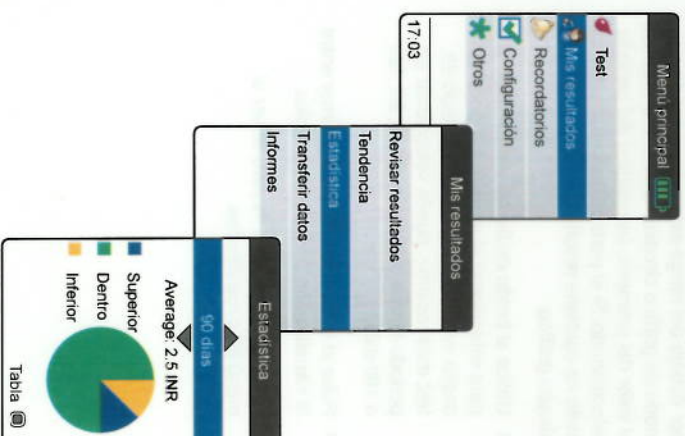 Menú principal
Test
Mis resultados
Recordatorios
Configuración
Otros
17:03
Mis resultados
Revisar resultados
Tendencia
Estadística
Transferir datos
Informes
Estadística
90 días
Average: 2.5 INR
Superior
Dentro
Inferior
Tabla